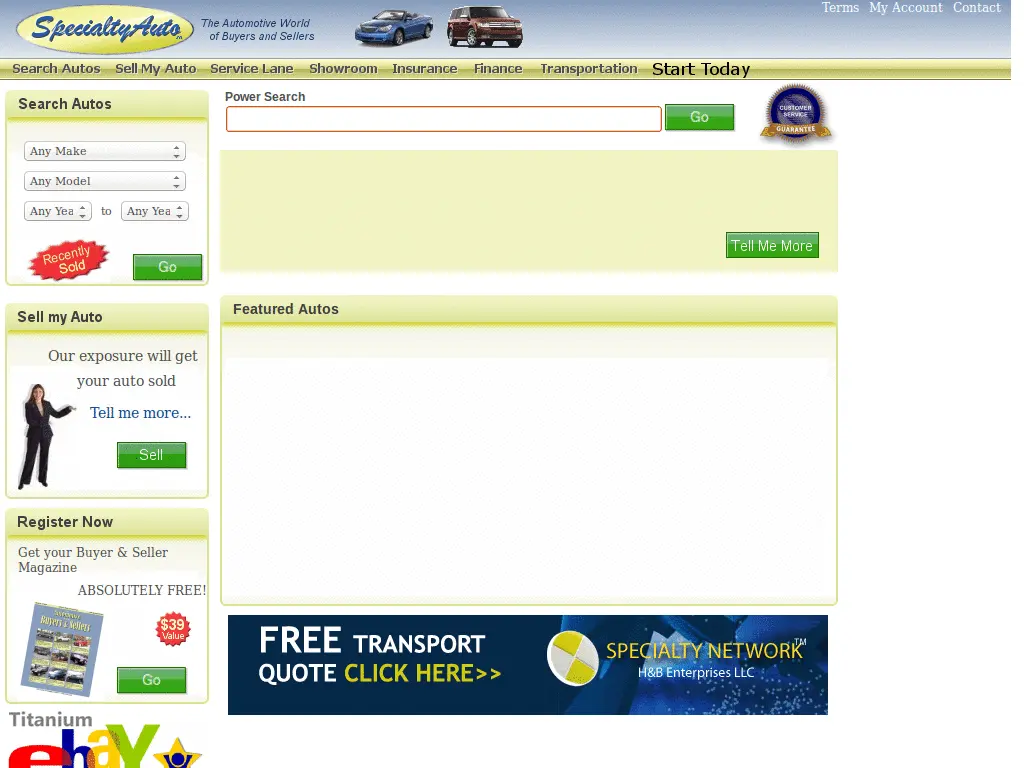 Terms My Account Contact
SpecialtyAuto
The Automotive World
of Buyers and Sellers
Search Autos Sell My Auto Service Lane Showroom Insurance Finance Transportation Start Today
Search Autos
Any Make
Any Model
Any Yea to Any Yea
Recently
Sold
Go
Power Search
Go
CUSTOMER
SERVICE
GUARANTEE
Tell Me More
Sell my Auto
Our exposure will get
your auto sold
Tell me more...
Sell
Featured Autos
Register Now
Get your Buyer & Seller
Magazine
ABSOLUTELY FREE!
Buyers & Sellers
$39
Value
Go
FREE TRANSPORT
QUOTE CLICK HERE>>
SPECIALTY NETWORK™
H&B Enterprises LLC
Titanium
ebay